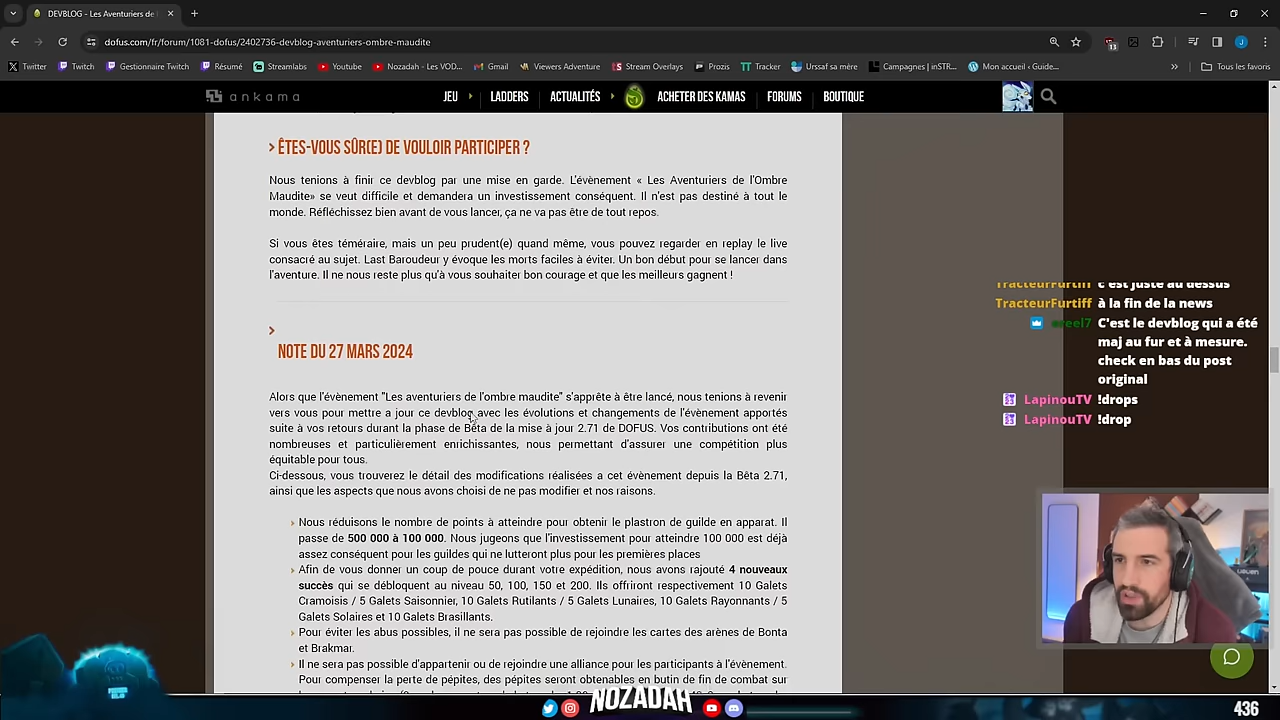 DEVBLOG - Les Aventuriers de l
dofus.com/fr/forum/1081-dofus/2402736-devblog-aventuriers-ombre-maudite
13
J
Twitter
Twitch
Gestionnaire Twitch
Résumé
Streamlabs
Youtube
Nozadah - Les VOD...
Gmail
Viewers Adventure
Stream Overlays
Prozis
TT Tracker
Urssaf sa mère
Campagnes | inSTR...
Mon accueil « Guide...
Tous les favoris
ankama
JEU
LADDERS
ACTUALITÉS
ACHETER DES KAMAS
FORUMS
BOUTIQUE
ÊTES-VOUS SÛR(E) DE VOULOIR PARTICIPER ?
Nous tenions à finir ce devblog par une mise en garde. L'évènement « Les Aventuriers de l'Ombre
Maudite» se veut difficile et demandera un investissement conséquent. Il n'est pas destiné à tout le
monde. Réfléchissez bien avant de vous lancer, ça ne va pas être de tout repos.
Si vous êtes téméraire, mais un peu prudent(e) quand même, vous pouvez regarder en replay le live
consacré au sujet. Last Baroudeur y évoque les morts faciles à éviter. Un bon début pour se lancer dans
l'aventure. Il ne nous reste plus qu'à vous souhaiter bon courage et que les meilleurs gagnent !
NOTE DU 27 MARS 2024
Alors que l'évènement "Les aventuriers de l'ombre maudite" s'apprête à être lancé, nous tenions à revenir
vers vous pour mettre a jour ce devblog avec les évolutions et changements de l'évènement apportés
suite à vos retours durant la phase de Bêta de la mise à jour 2.71 de DOFUS. Vos contributions ont été
nombreuses et particulièrement enrichissantes, nous permettant d'assurer une compétition plus
équitable pour tous.
Ci-dessous, vous trouverez le détail des modifications réalisées a cet évènement depuis la Bêta 2.71,
ainsi que les aspects que nous avons choisi de ne pas modifier et nos raisons.
Nous réduisons le nombre de points à atteindre pour obtenir le plastron de guilde en apparat. Il
passe de 500 000 à 100 000. Nous jugeons que l'investissement pour atteindre 100 000 est déjà
assez conséquent pour les guildes qui ne lutteront plus pour les premières places
Afin de vous donner un coup de pouce durant votre expédition, nous avons rajouté 4 nouveaux
succès qui se débloquent au niveau 50, 100, 150 et 200. Ils offriront respectivement 10 Galets
Cramoisis / 5 Galets Saisonnier, 10 Galets Rutilants / 5 Galets Lunaires, 10 Galets Rayonnants / 5
Galets Solaires et 10 Galets Brasillants.
Pour éviter les abus possibles, il ne sera pas possible de rejoindre les cartes des arènes de Bonta
et Brakmar.
Il ne sera pas possible d'appartenir ou de rejoindre une alliance pour les participants à l'évènement.
Pour compenser la perte de pépites, des pépites seront obtenables en butin de fin de combat sur
TracteurFurtiff c'est juste au dessus
TracteurFurtiff à la fin de la news
C'est le devblog qui a été
maj au fur et à mesure.
check en bas du post
original
LapinouTV !drops
LapinouTV !drop
NOZADAH
436